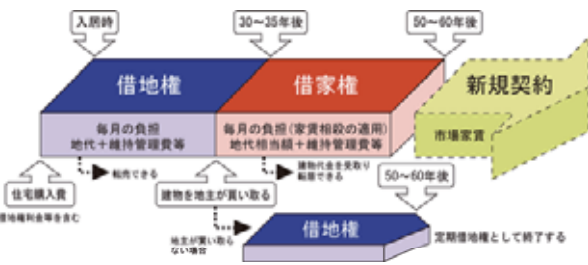 入居時
30〜35年後
50〜60年後
借地権
借家権
新規契約
毎月の負担
地代＋維持管理費等
毎月の負担(家賃相殺の適用)
地代相当額＋維持管理費等
市場家賃
転売できる
建物代金を受取り
転居できる
50〜60年後
住宅購入費
借地権利金等を含む
建物を地主が買い取る
地主が買い取ら
ない場合
借地権
定期借地権として終了する